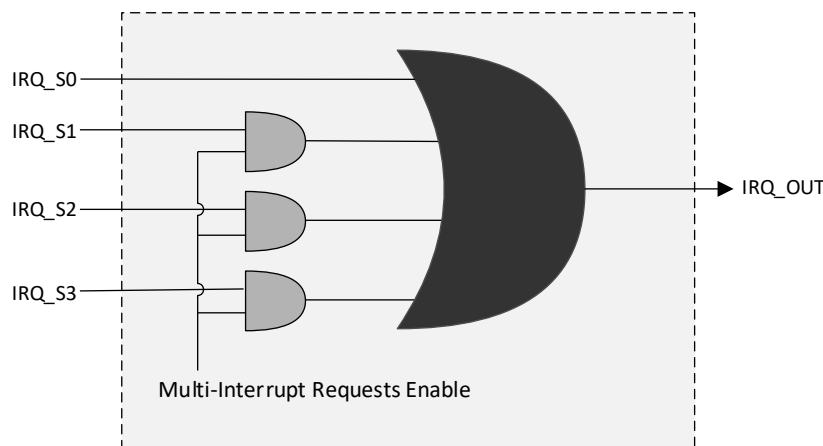 IRQ_S0
IRQ_S1
IRQ_S2
IRQ_S3
IRQ_OUT
Multi-Interrupt Requests Enable